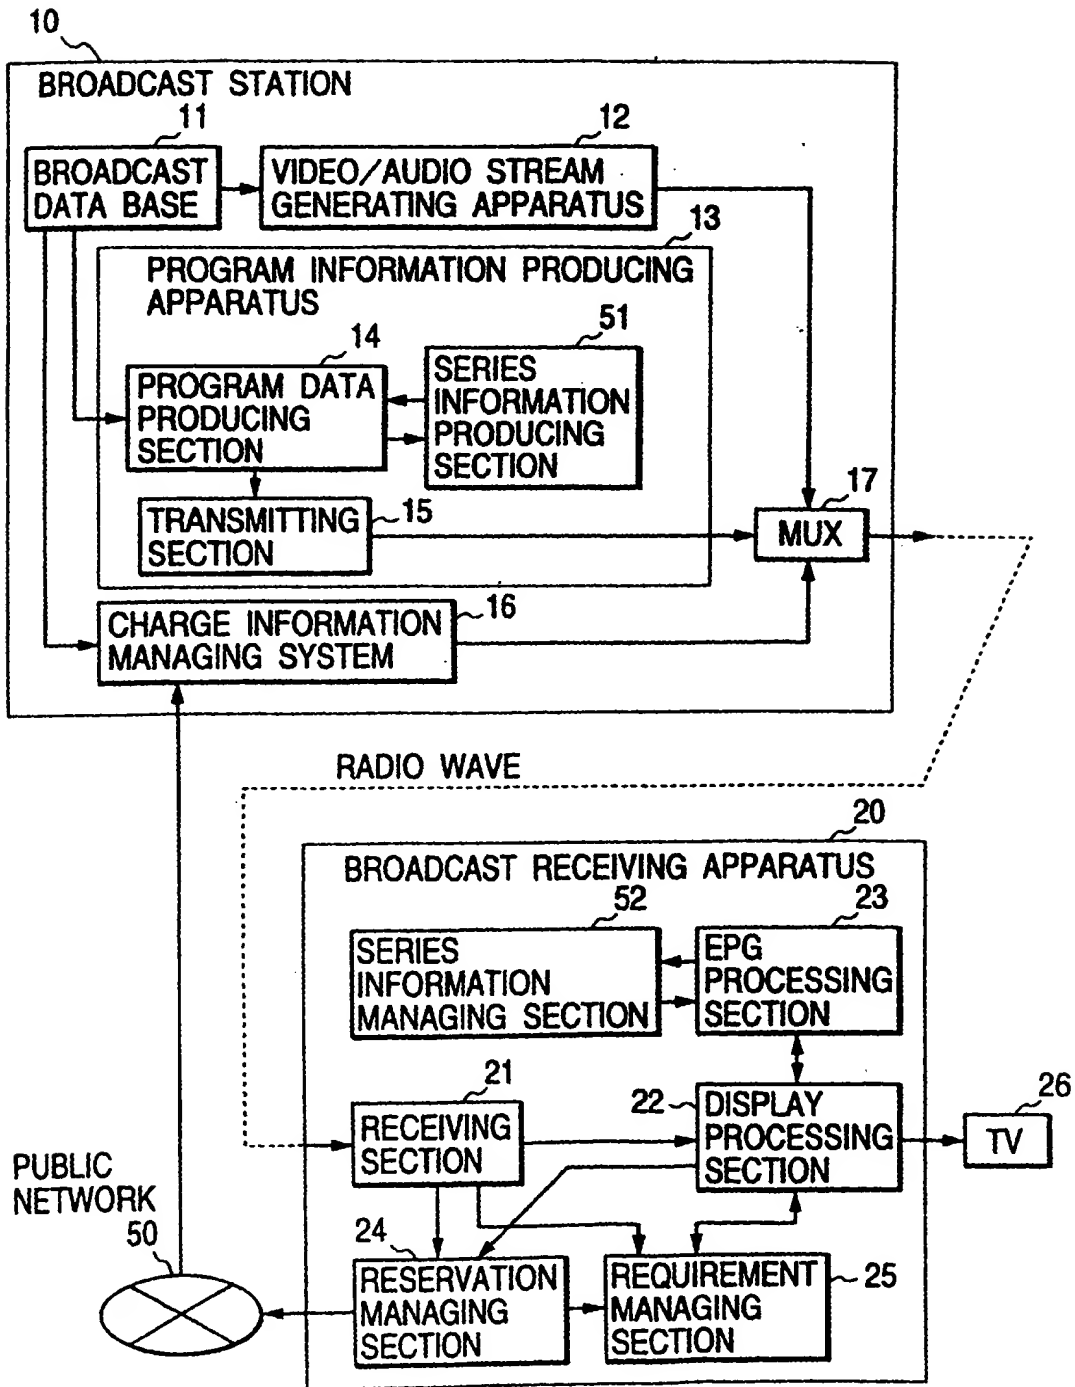 10
BROADCAST STATION
11
BROADCAST
DATA BASE
12
VIDEO/AUDIO STREAM
GENERATING APPARATUS
13
PROGRAM INFORMATION PRODUCING
APPARATUS
14
PROGRAM DATA
PRODUCING
SECTION
51
SERIES
INFORMATION
PRODUCING
SECTION
TRANSMITTING
SECTION
15
17
MUX
16
CHARGE INFORMATION
MANAGING SYSTEM
RADIO WAVE
20
BROADCAST RECEIVING APPARATUS
52
SERIES
INFORMATION
MANAGING SECTION
23
EPG
PROCESSING
SECTION
21
RECEIVING
SECTION
22
DISPLAY
PROCESSING
SECTION
26
TV
PUBLIC
NETWORK
50
24
RESERVATION
MANAGING
SECTION
REQUIREMENT
MANAGING
SECTION
25